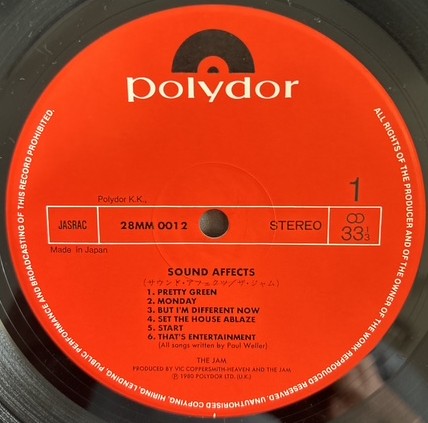 polydor
Polydor K.K.,
1
JASRAC 28MM 0012 STEREO 33 1/3
Made in Japan
SOUND AFFECTS
(サウンド・アフェクツ/ザ・ジャム)
1. PRETTY GREEN
2. MONDAY
3. BUT I'M DIFFERENT NOW
4. SET THE HOUSE ABLAZE
5. START
6. THAT'S ENTERTAINMENT
(All songs written by Paul Weller)
THE JAM
PRODUCED BY VIC COPPERSMITH-HEAVEN AND THE JAM
Ⓟ 1980 POLYDOR LTD. (U.K.)
ALL RIGHTS OF THE PRODUCER AND OF THE OWNER OF THE WORK REPRODUCED RESERVED. UNAUTHORISED COPYING, HIRING, LENDING, PUBLIC PERFORMANCE AND BROADCASTING OF THIS RECORD PROHIBITED.